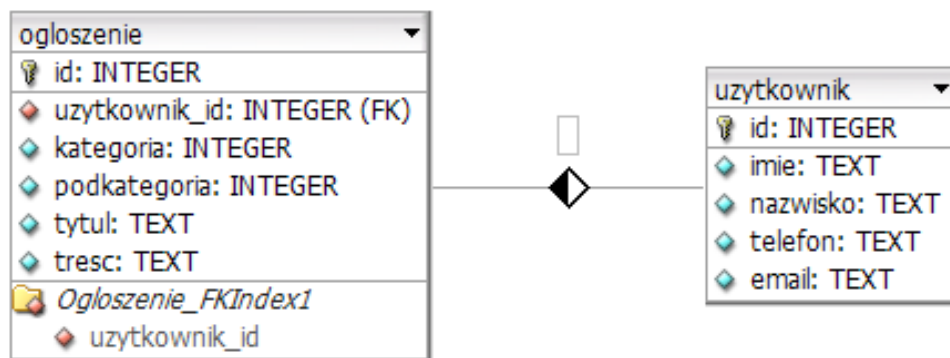 ogloszenie
id: INTEGER
uzytkownik_id: INTEGER (FK)
kategoria: INTEGER
podkategoria: INTEGER
tytul: TEXT
tresc: TEXT
Ogloszenie_FKIndex1
uzytkownik_id
uzytkownik
id: INTEGER
imie: TEXT
nazwisko: TEXT
telefon: TEXT
email: TEXT